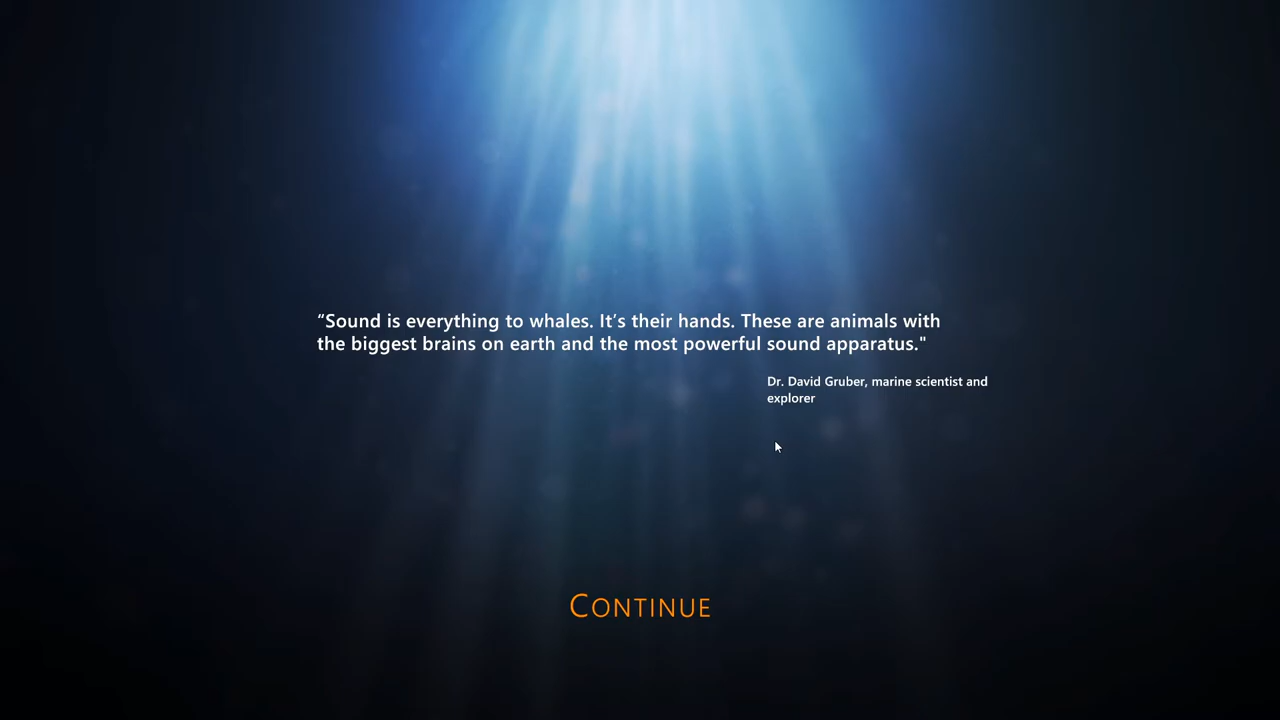 “Sound is everything to whales. It’s their hands. These are animals with
the biggest brains on earth and the most powerful sound apparatus."
Dr. David Gruber, marine scientist and
explorer
CONTINUE